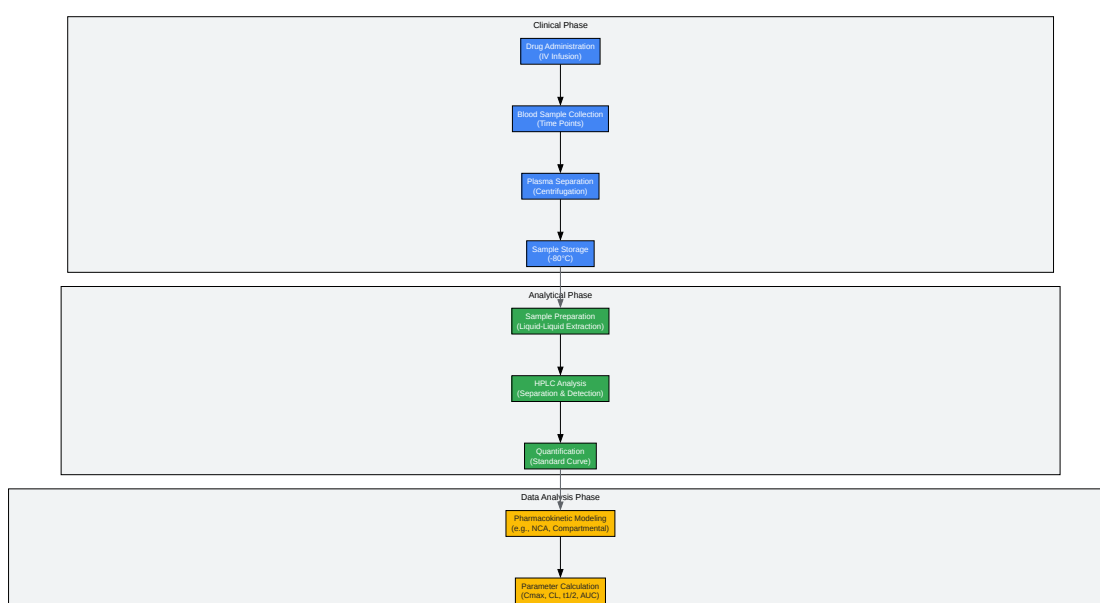 Clinical Phase
Drug Administration
(IV Infusion)
Blood Sample Collection
(Time Points)
Plasma Separation
(Centrifugation)
Sample Storage
(-80°C)
Analytical Phase
Sample Preparation
(Liquid-Liquid Extraction)
HPLC Analysis
(Separation & Detection)
Quantification
(Standard Curve)
Data Analysis Phase
Pharmacokinetic Modeling
(e.g., NCA, Compartmental)
Parameter Calculation
(Cmax, CL, t1/2, AUC)